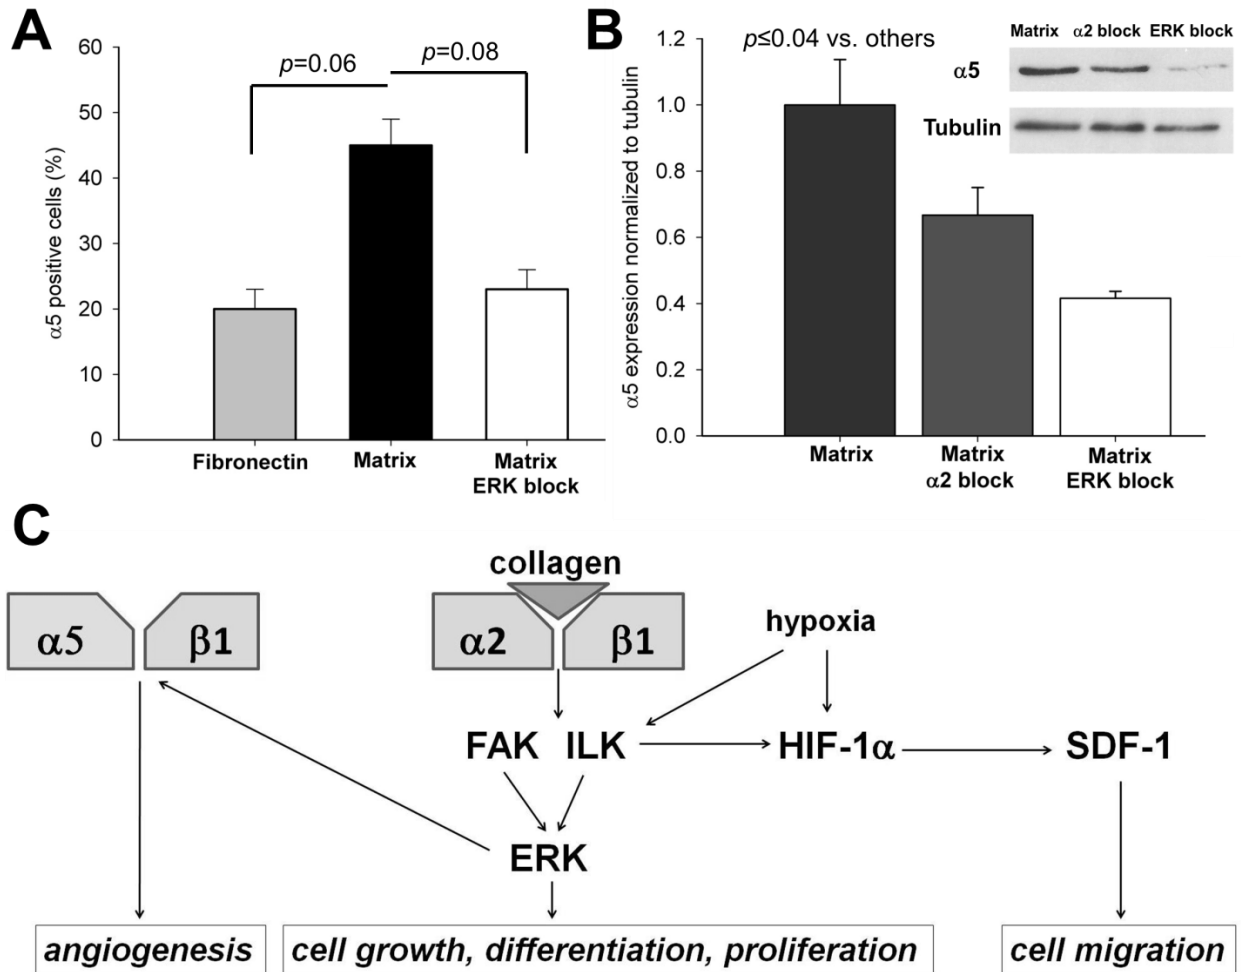 A
60
50
40
30
20
10
0
α5 positive cells (%)
p=0.06
p=0.08
Fibronectin
Matrix
Matrix
ERK block
B
1.2
1.0
0.8
0.6
0.4
0.2
0.0
α5 expression normalized to tubulin
p≤0.04 vs. others
Matrix α2 block ERK block
α5
Tubulin
Matrix
Matrix
α2 block
Matrix
ERK block
C
collagen
α5 β1
α2 β1
hypoxia
FAK ILK
HIF-1α
SDF-1
ERK
angiogenesis
cell growth, differentiation, proliferation
cell migration